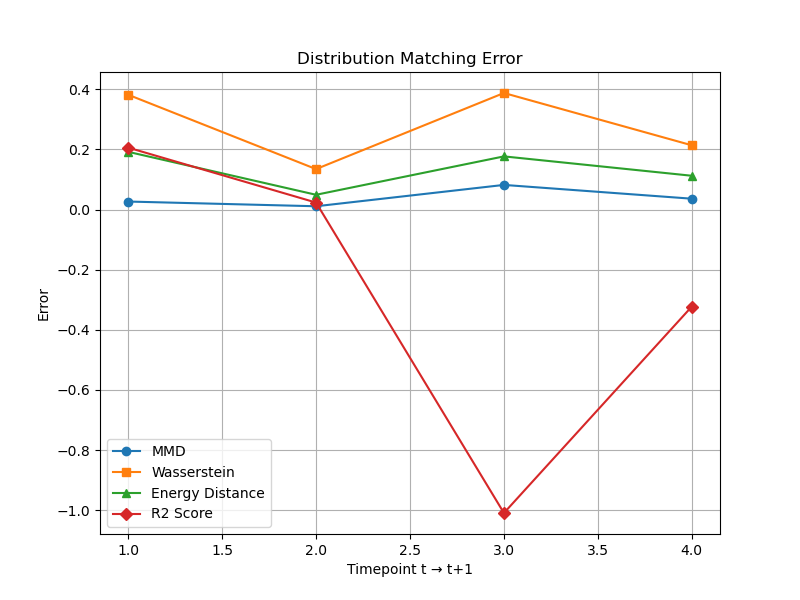 Distribution Matching Error
Error
0.4
0.2
0.0
−0.2
−0.4
−0.6
−0.8
−1.0
MMD
Wasserstein
Energy Distance
R2 Score
1.0 1.5 2.0 2.5 3.0 3.5 4.0
Timepoint t → t+1